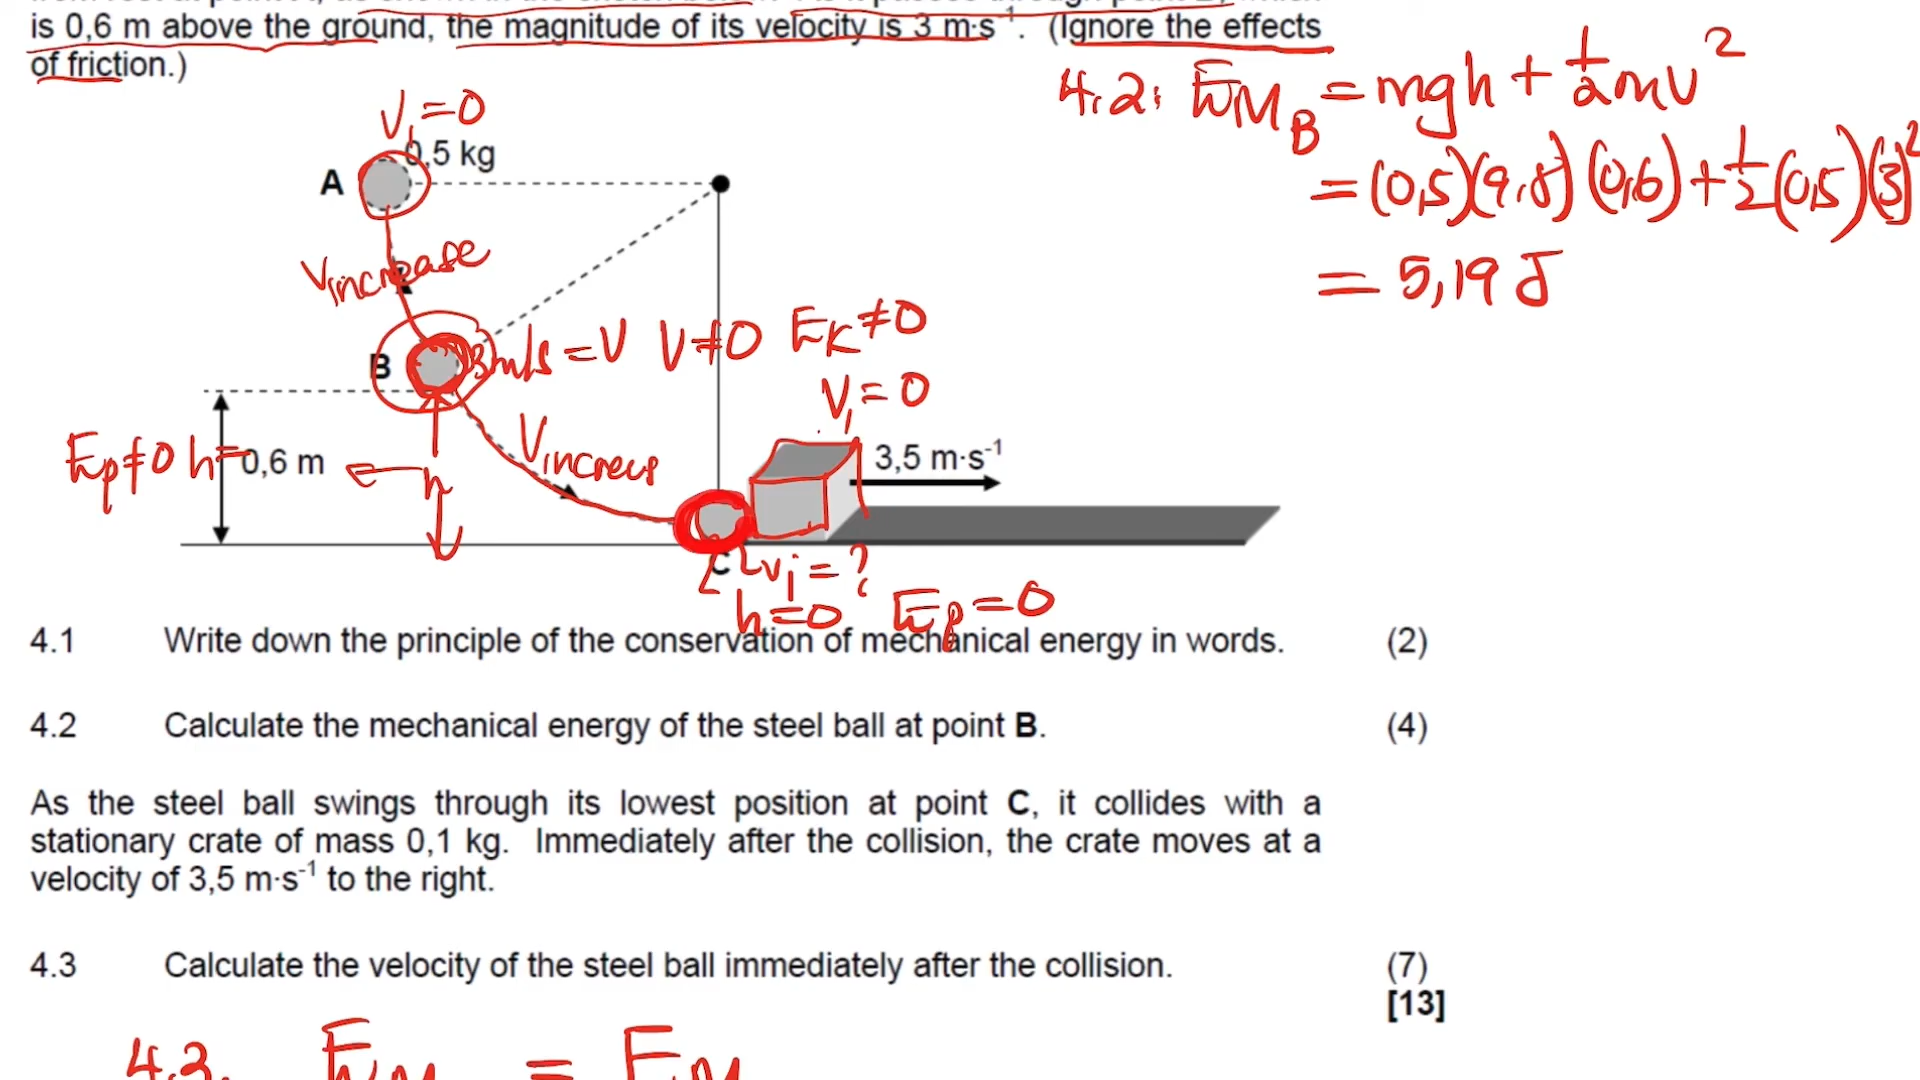 is 0,6 m above the ground, the magnitude of its velocity is 3 m·s⁻¹. (Ignore the effects
of friction.)
4.2: EM_B = mgh + 1/2 mv²
= (0,5)(9,8)(0,6) + 1/2 (0,5)(3)²
= 5,19 J
V₁ = 0
0,5 kg
A
Vincrease
B
3m/s = V V ≠ 0 EK ≠ 0
V₁ = 0
3,5 m·s⁻¹
Ep ≠ 0 h = 0,6 m
h
C
vi = ?
h = 0 Ep = 0
4.1 Write down the principle of the conservation of mechanical energy in words. (2)
4.2 Calculate the mechanical energy of the steel ball at point B. (4)
As the steel ball swings through its lowest position at point C, it collides with a
stationary crate of mass 0,1 kg. Immediately after the collision, the crate moves at a
velocity of 3,5 m·s⁻¹ to the right.
4.3 Calculate the velocity of the steel ball immediately after the collision. (7)
[13]
4.3. EM = EM